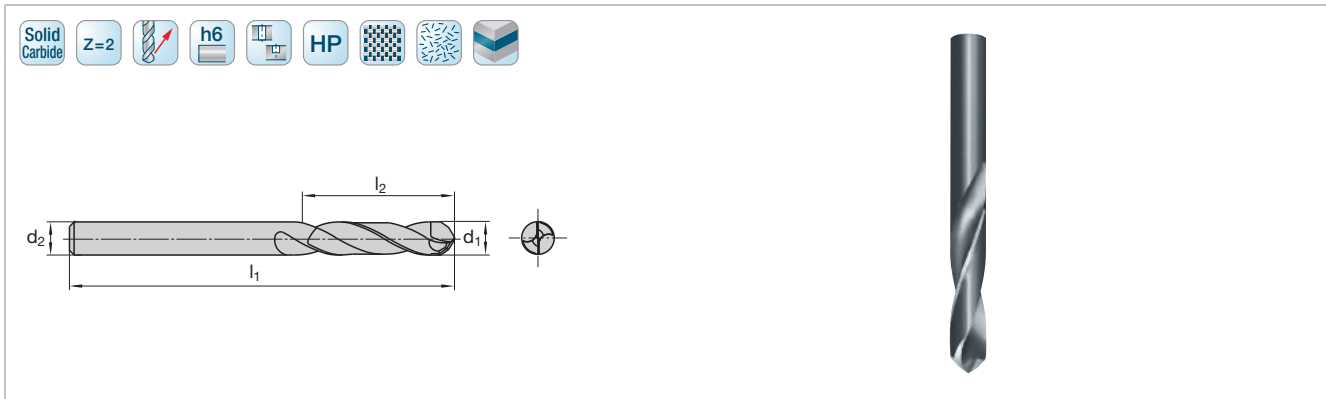 Solid
Carbide
Z=2
h6
HP
l2
d2
d1
l1